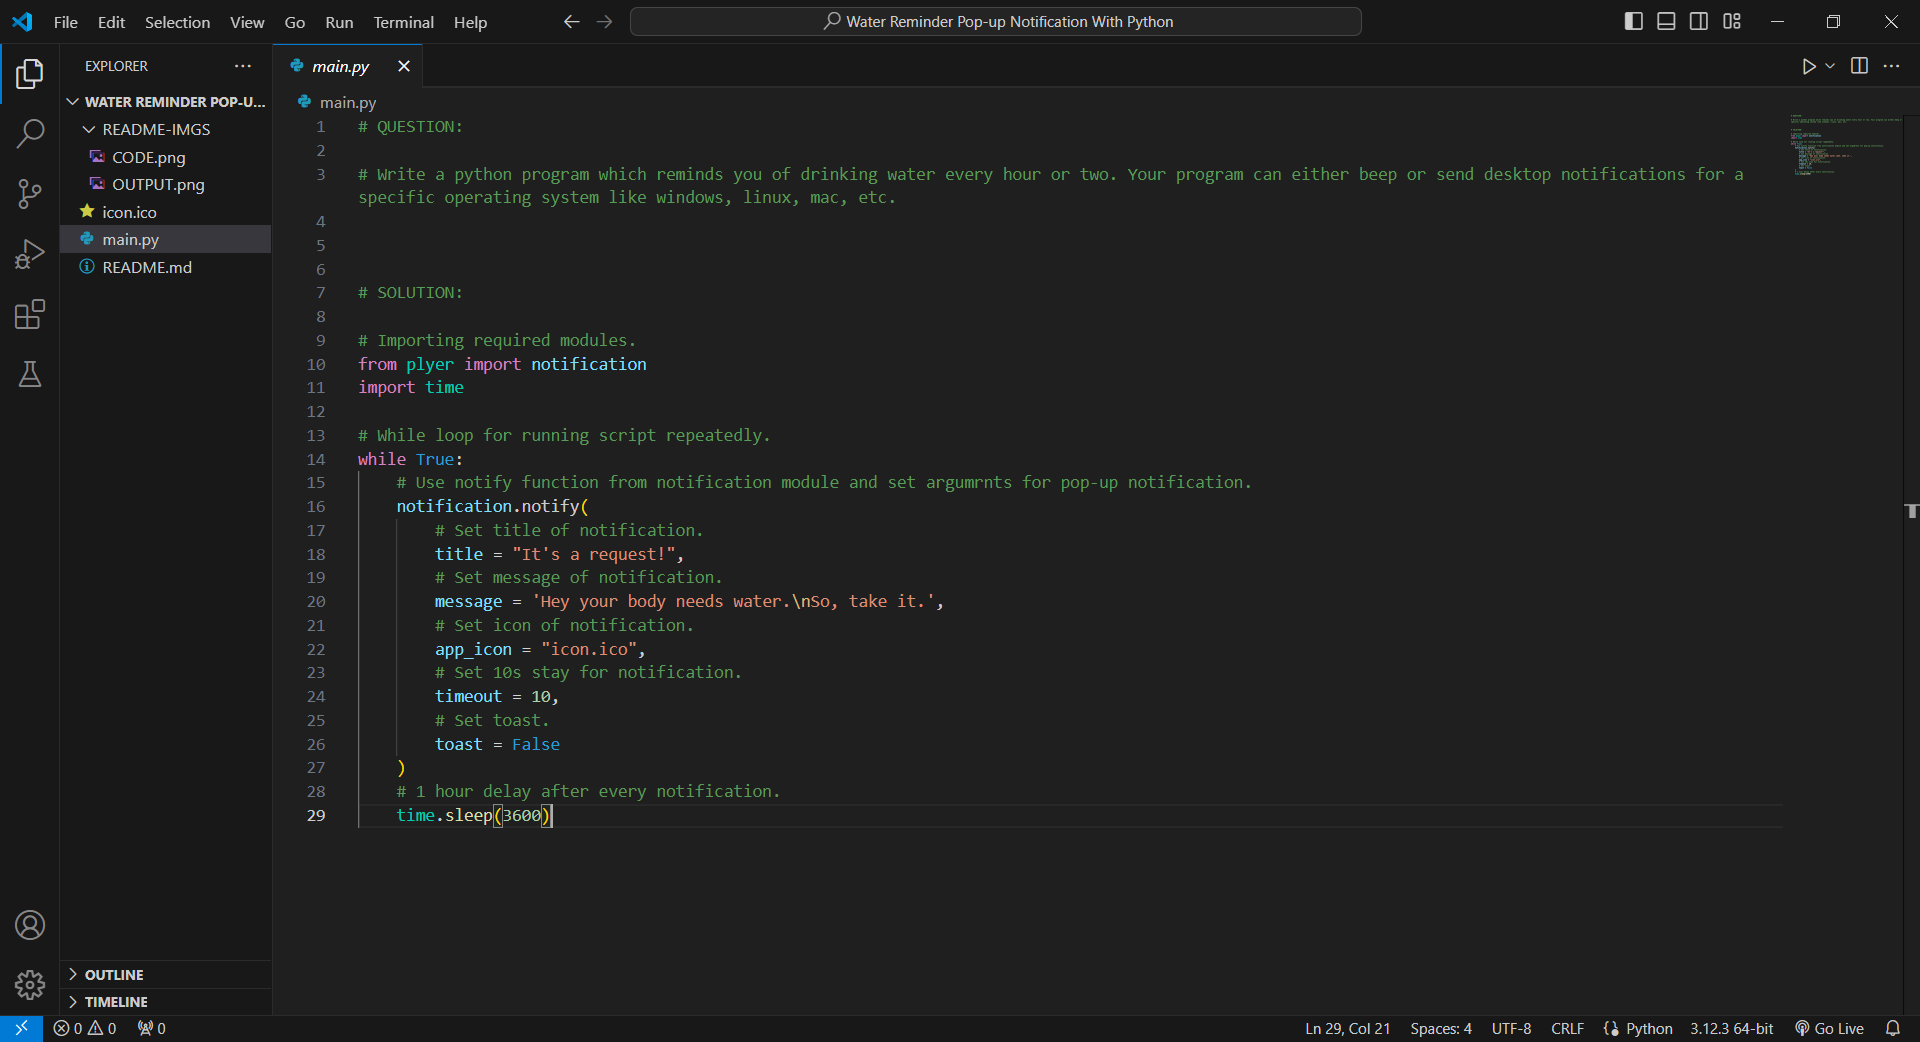 File Edit Selection View Go Run Terminal Help
Water Reminder Pop-up Notification With Python
EXPLORER
WATER REMINDER POP-U...
README-IMGS
CODE.png
OUTPUT.png
icon.ico
main.py
README.md
OUTLINE
TIMELINE
main.py
main.py
1 # QUESTION:
2
3 # Write a python program which reminds you of drinking water every hour or two. Your program can either beep or send desktop notifications for a
specific operating system like windows, linux, mac, etc.
4
5
6
7 # SOLUTION:
8
9 # Importing required modules.
10 from plyer import notification
11 import time
12
13 # While loop for running script repeatedly.
14 while True:
15 # Use notify function from notification module and set argumrnts for pop-up notification.
16 notification.notify(
17 # Set title of notification.
18 title = "It's a request!",
19 # Set message of notification.
20 message = 'Hey your body needs water.\nSo, take it.',
21 # Set icon of notification.
22 app_icon = "icon.ico",
23 # Set 10s stay for notification.
24 timeout = 10,
25 # Set toast.
26 toast = False
27 )
28 # 1 hour delay after every notification.
29 time.sleep(3600)
0 0 0 Ln 29, Col 21 Spaces: 4 UTF-8 CRLF Python 3.12.3 64-bit Go Live